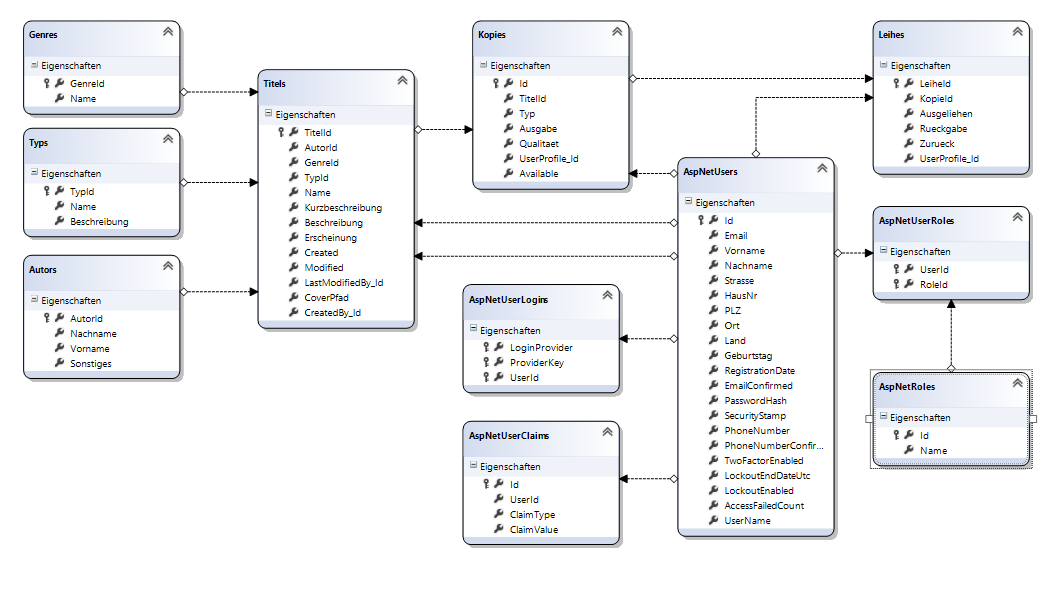 Genres
Eigenschaften
GenreId
Name
Typs
Eigenschaften
TypId
Name
Beschreibung
Autors
Eigenschaften
AutorId
Nachname
Vorname
Sonstiges
Titels
Eigenschaften
TitelId
AutorId
GenreId
TypId
Name
Kurzbeschreibung
Beschreibung
Erscheinung
Created
Modified
LastModifiedBy_Id
CoverPfad
CreatedBy_Id
Kopies
Eigenschaften
Id
TitelId
Typ
Ausgabe
Qualitaet
UserProfile_Id
Available
AspNetUserLogins
Eigenschaften
LoginProvider
ProviderKey
UserId
AspNetUserClaims
Eigenschaften
Id
UserId
ClaimType
ClaimValue
AspNetUsers
Eigenschaften
Id
Email
Vorname
Nachname
Strasse
HausNr
PLZ
Ort
Land
Geburtstag
RegistrationDate
EmailConfirmed
PasswordHash
SecurityStamp
PhoneNumber
PhoneNumberConfir...
TwoFactorEnabled
LockoutEndDateUtc
LockoutEnabled
AccessFailedCount
UserName
Leihes
Eigenschaften
LeiheId
KopieId
Ausgeliehen
Rueckgabe
Zurueck
UserProfile_Id
AspNetUserRoles
Eigenschaften
UserId
RoleId
AspNetRoles
Eigenschaften
Id
Name